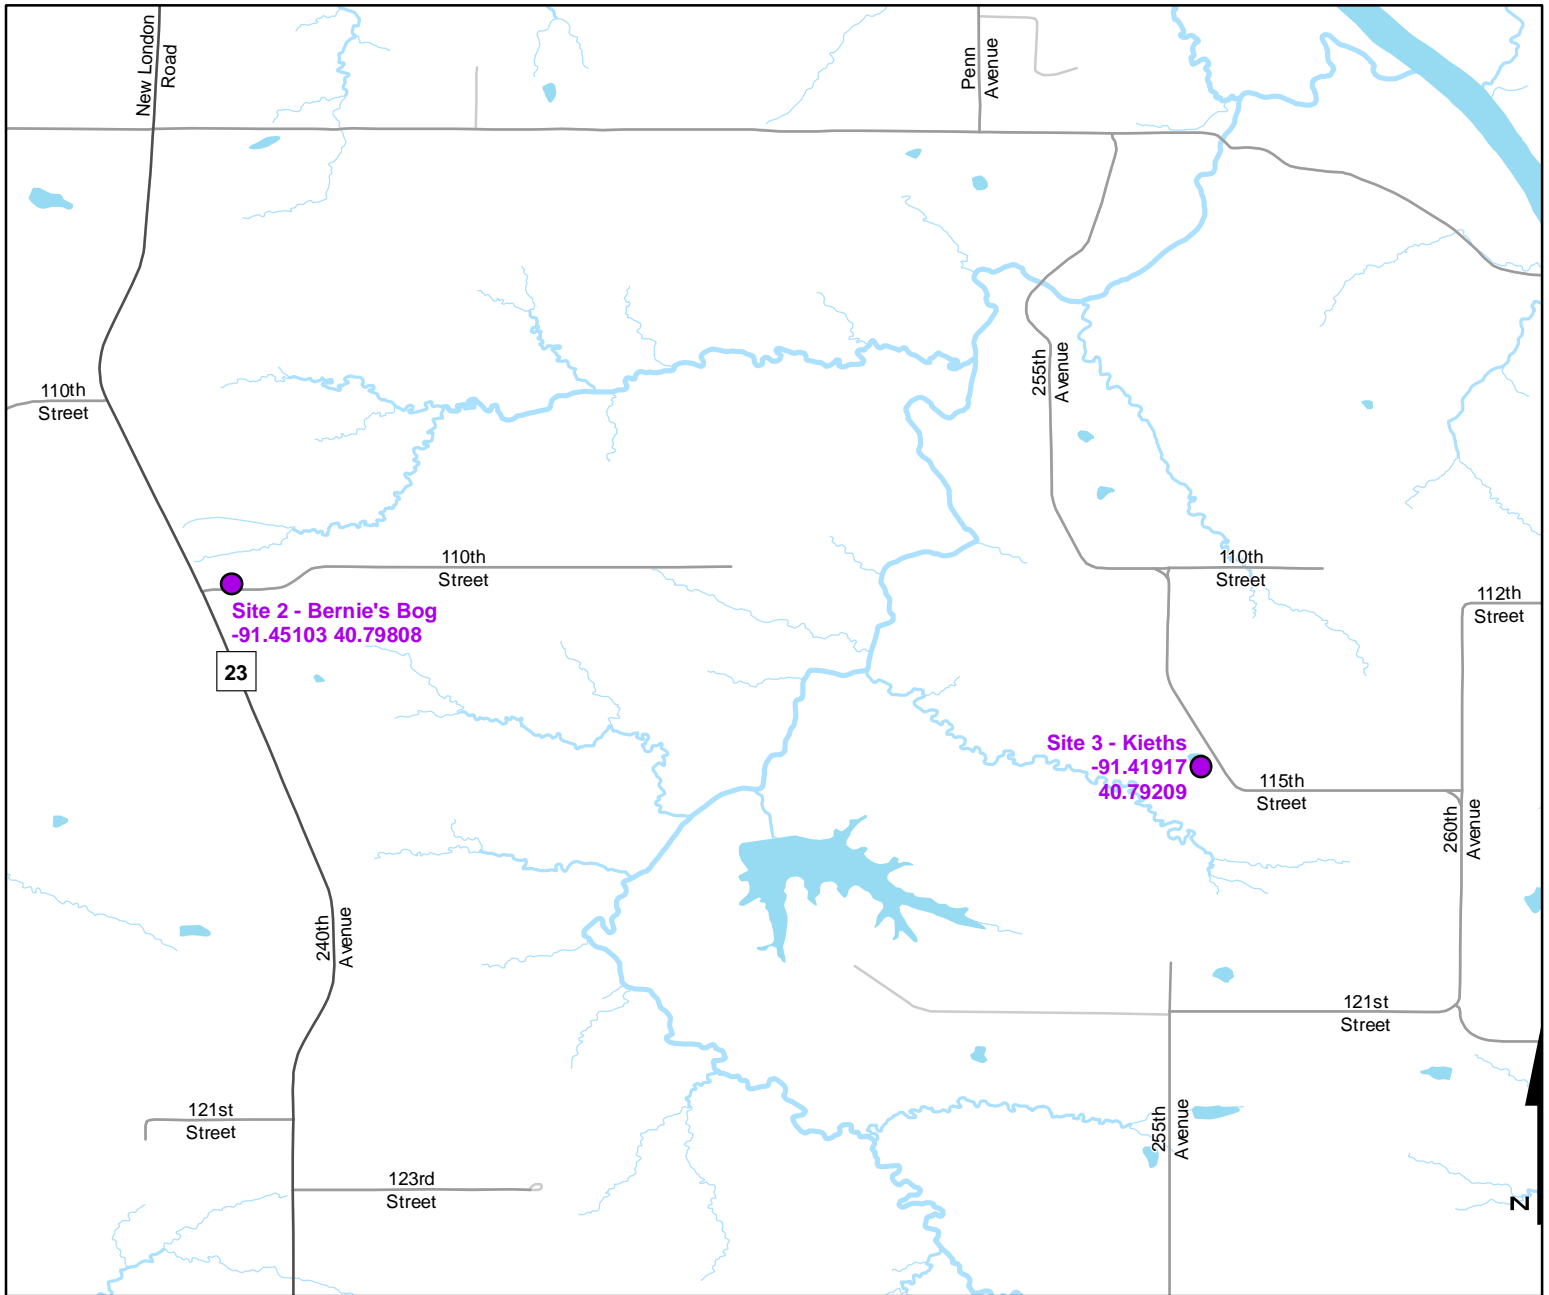 New London
Road
Penn
Avenue
110th
Street
255th
Avenue
110th
Street
110th
Street
112th
Street
Site 2 - Bernie's Bog
-91.45103 40.79808
23
Site 3 - Kieths
-91.41917
40.79209
115th
Street
260th
Avenue
240th
Avenue
121st
Street
121st
Street
255th
Avenue
123rd
Street
N